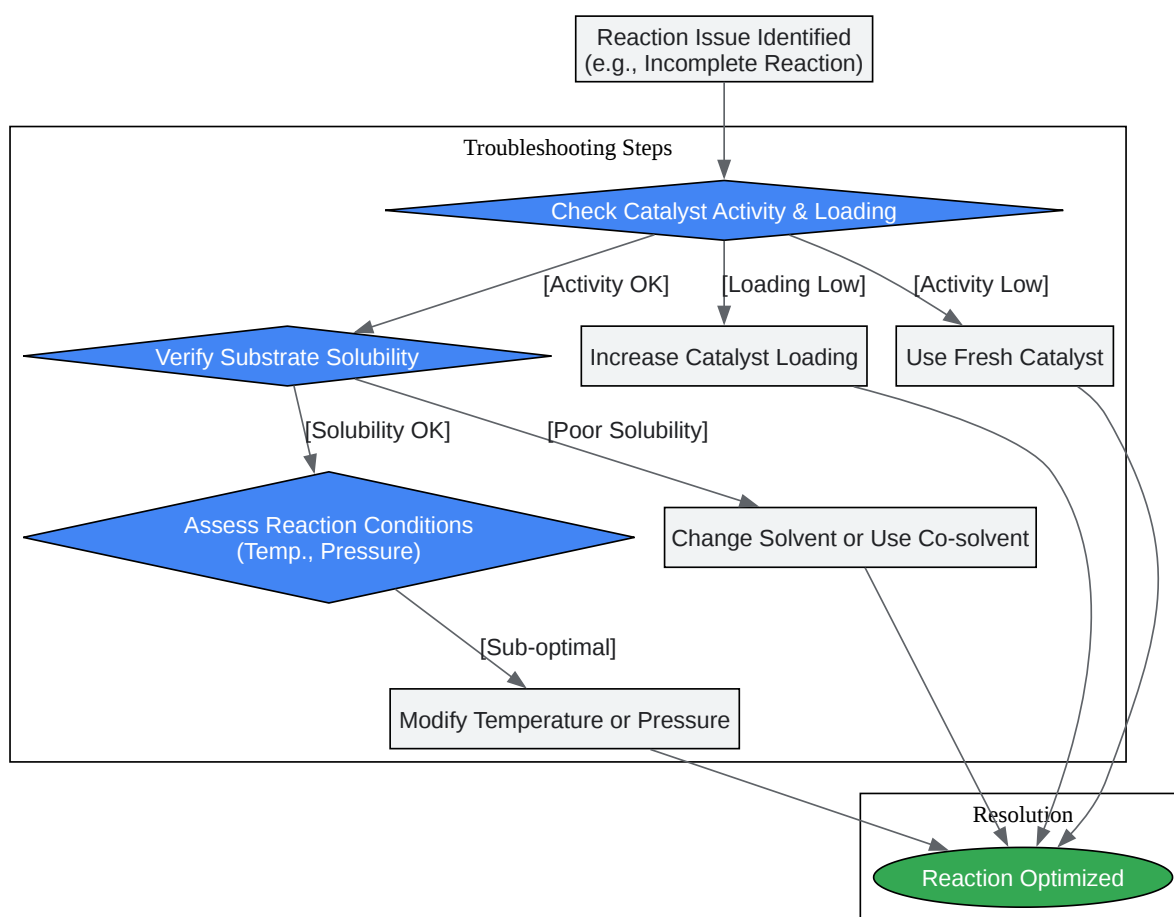 Reaction Issue Identified
(e.g., Incomplete Reaction)
Troubleshooting Steps
Check Catalyst Activity & Loading
[Activity OK]
[Loading Low]
[Activity Low]
Verify Substrate Solubility
Increase Catalyst Loading
Use Fresh Catalyst
[Solubility OK]
[Poor Solubility]
Assess Reaction Conditions
(Temp., Pressure)
Change Solvent or Use Co-solvent
[Sub-optimal]
Modify Temperature or Pressure
Resolution
Reaction Optimized